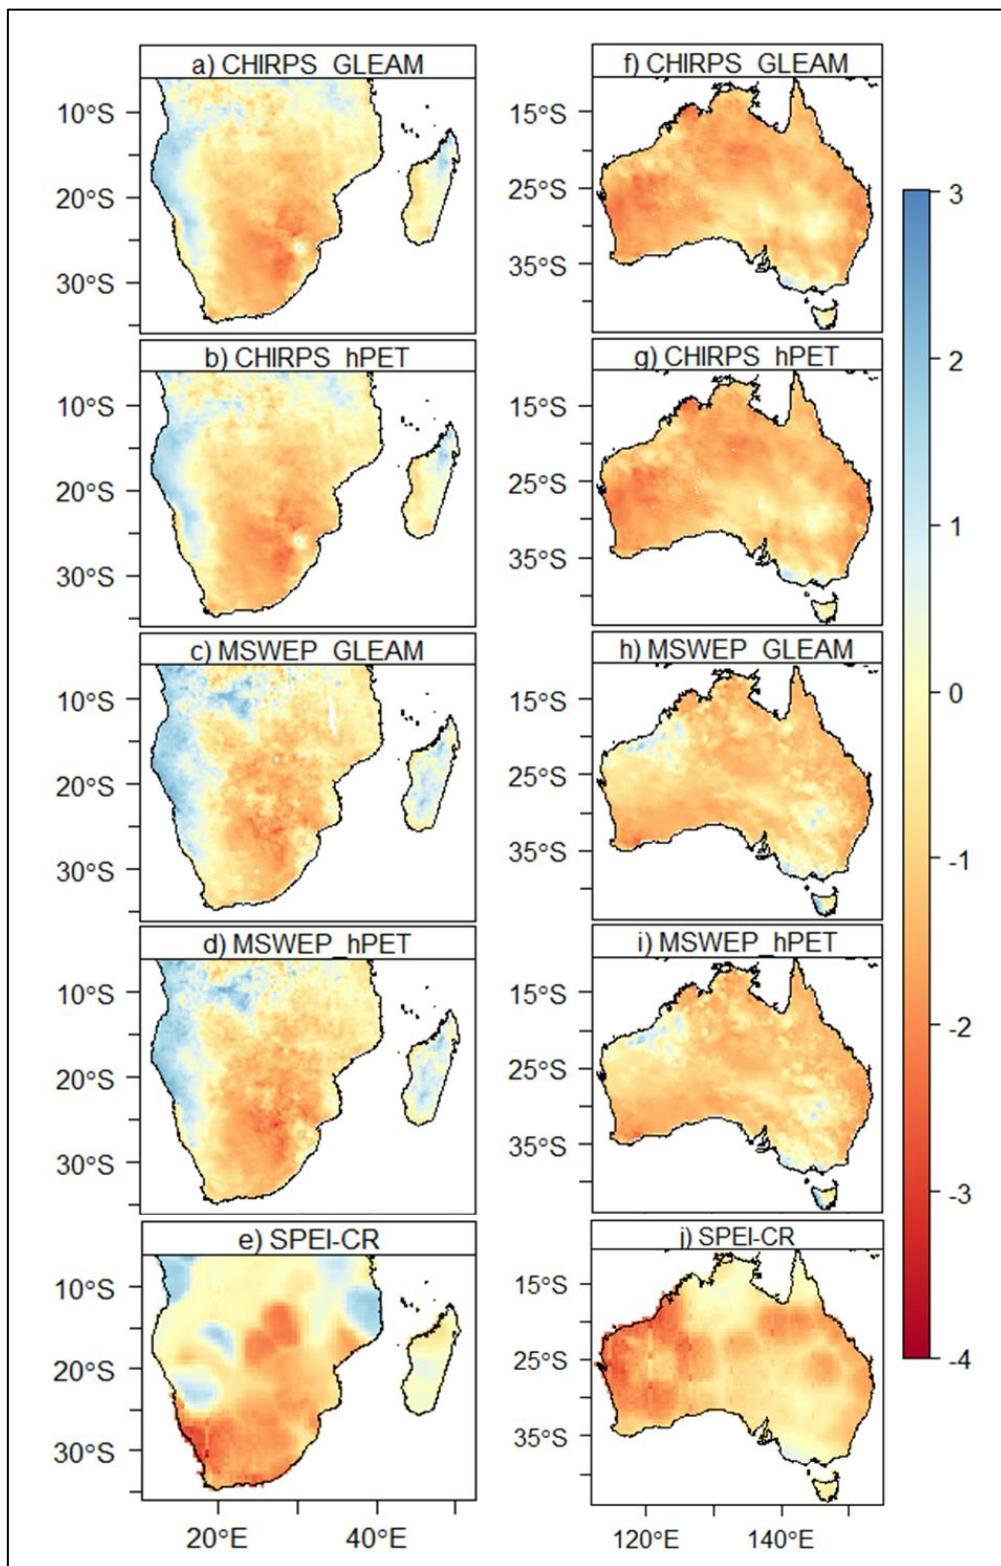 a) CHIRPS_GLEAM
10°S
20°S
30°S
b) CHIRPS_hPET
10°S
20°S
30°S
c) MSWEP_GLEAM
10°S
20°S
30°S
d) MSWEP_hPET
10°S
20°S
30°S
e) SPEI-CR
10°S
20°S
30°S
20°E
40°E
f) CHIRPS_GLEAM
15°S
25°S
35°S
g) CHIRPS_hPET
15°S
25°S
35°S
h) MSWEP_GLEAM
15°S
25°S
35°S
i) MSWEP_hPET
15°S
25°S
35°S
j) SPEI-CR
15°S
25°S
35°S
120°E
140°E
3
2
1
0
-1
-2
-3
-4